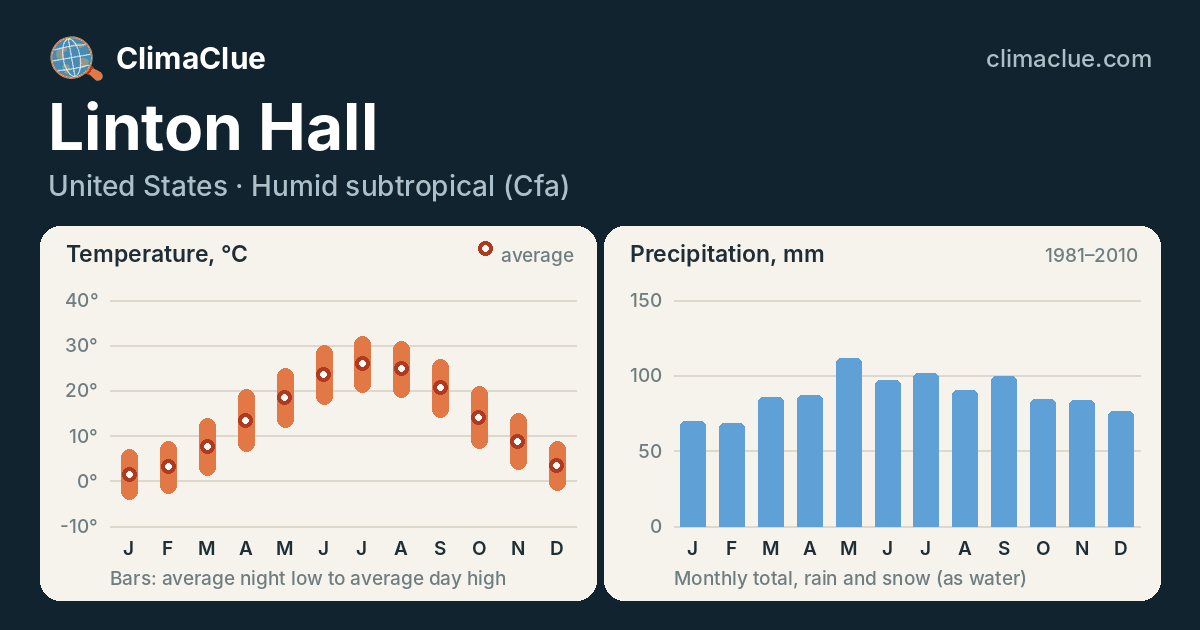 ClimaClue
climaclue.com
Linton Hall
United States · Humid subtropical (Cfa)
Temperature, °C
average
40°
30°
20°
10°
0°
-10°
J F M A M J J A S O N D
Bars: average night low to average day high
Precipitation, mm
1981–2010
150
100
50
0
J F M A M J J A S O N D
Monthly total, rain and snow (as water)